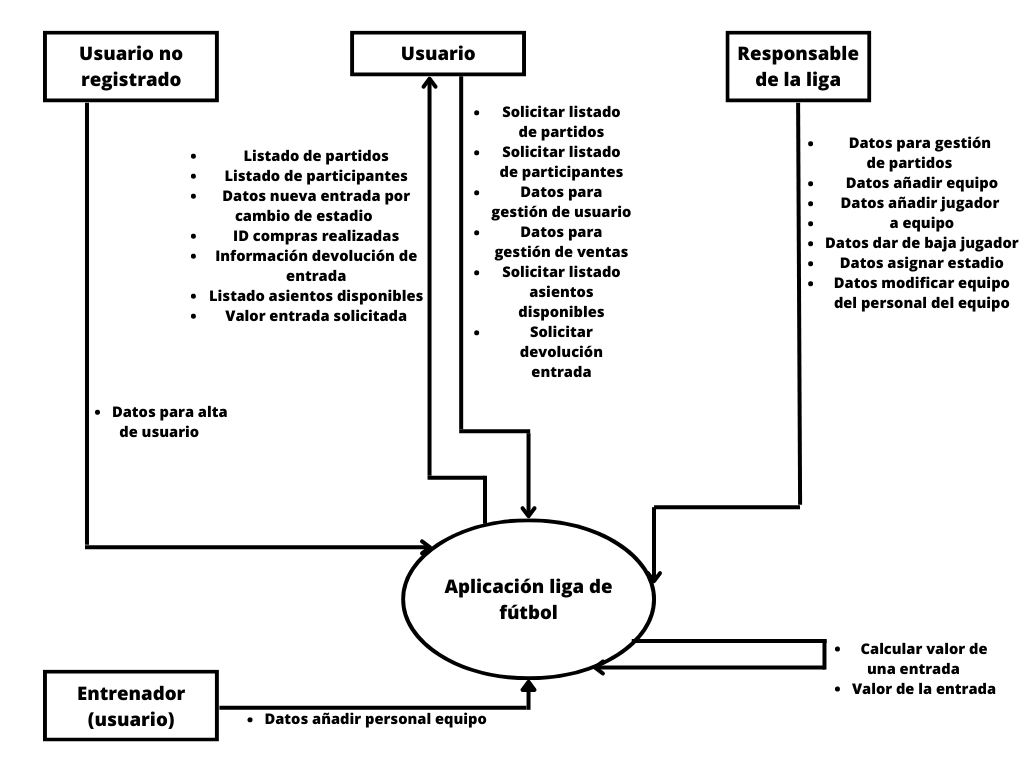 Usuario no
registrado
Usuario
Responsable
de la liga
• Listado de partidos
• Listado de participantes
• Datos nueva entrada por
cambio de estadio
• ID compras realizadas
• Información devolución de
entrada
• Listado asientos disponibles
• Valor entrada solicitada
• Solicitar listado
de partidos
• Solicitar listado
de participantes
• Datos para
gestión de usuario
• Datos para
gestión de ventas
• Solicitar listado
asientos
disponibles
• Solicitar
devolución
entrada
• Datos para gestión
de partidos
• Datos añadir equipo
• Datos añadir jugador
• a equipo
• Datos dar de baja jugador
• Datos asignar estadio
• Datos modificar equipo
del personal del equipo
• Datos para alta
de usuario
Aplicación liga de
fútbol
• Calcular valor de
una entrada
• Valor de la entrada
Entrenador
(usuario)
• Datos añadir personal equipo